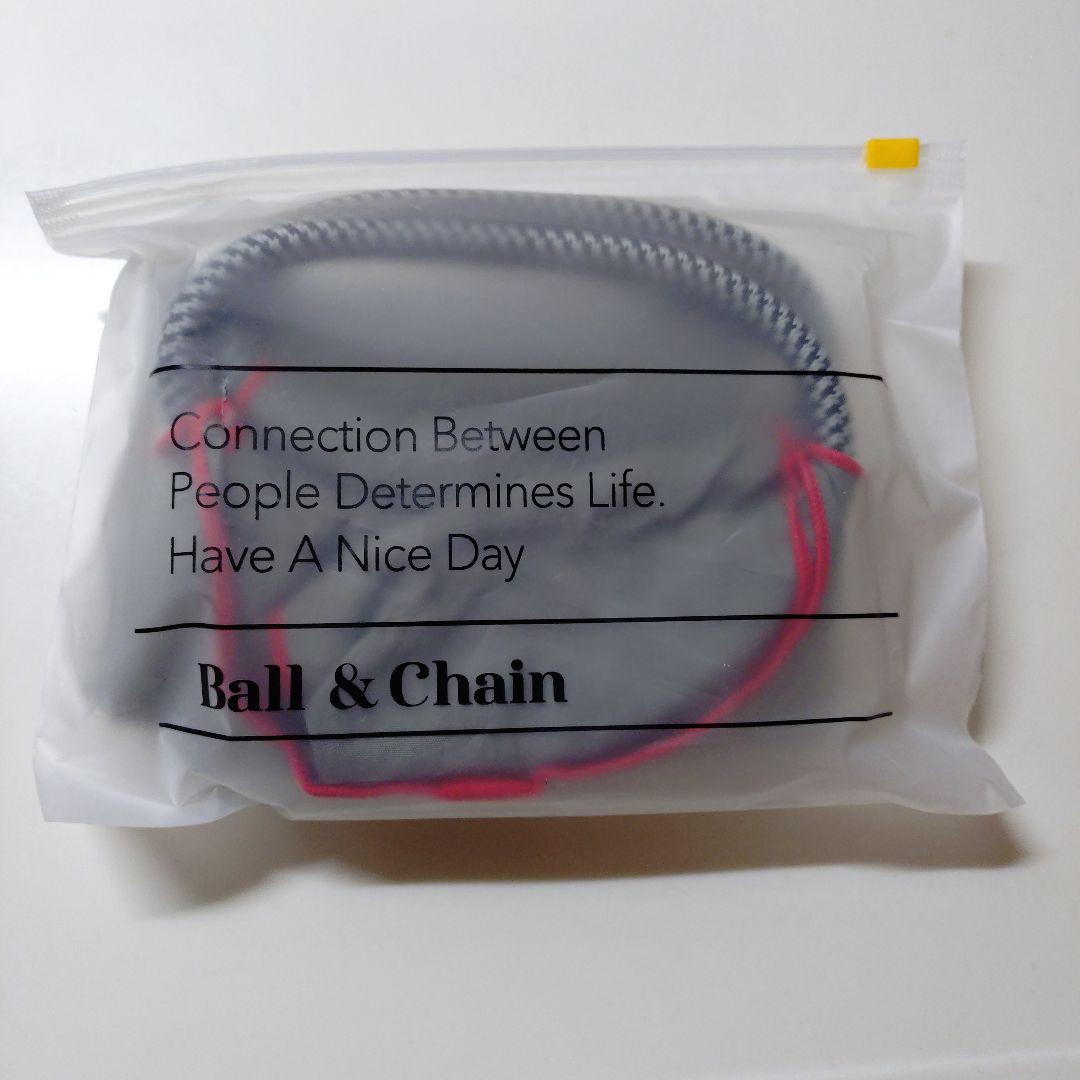 Connection Between
People Determines Life.
Have A Nice Day
Ball & Chain